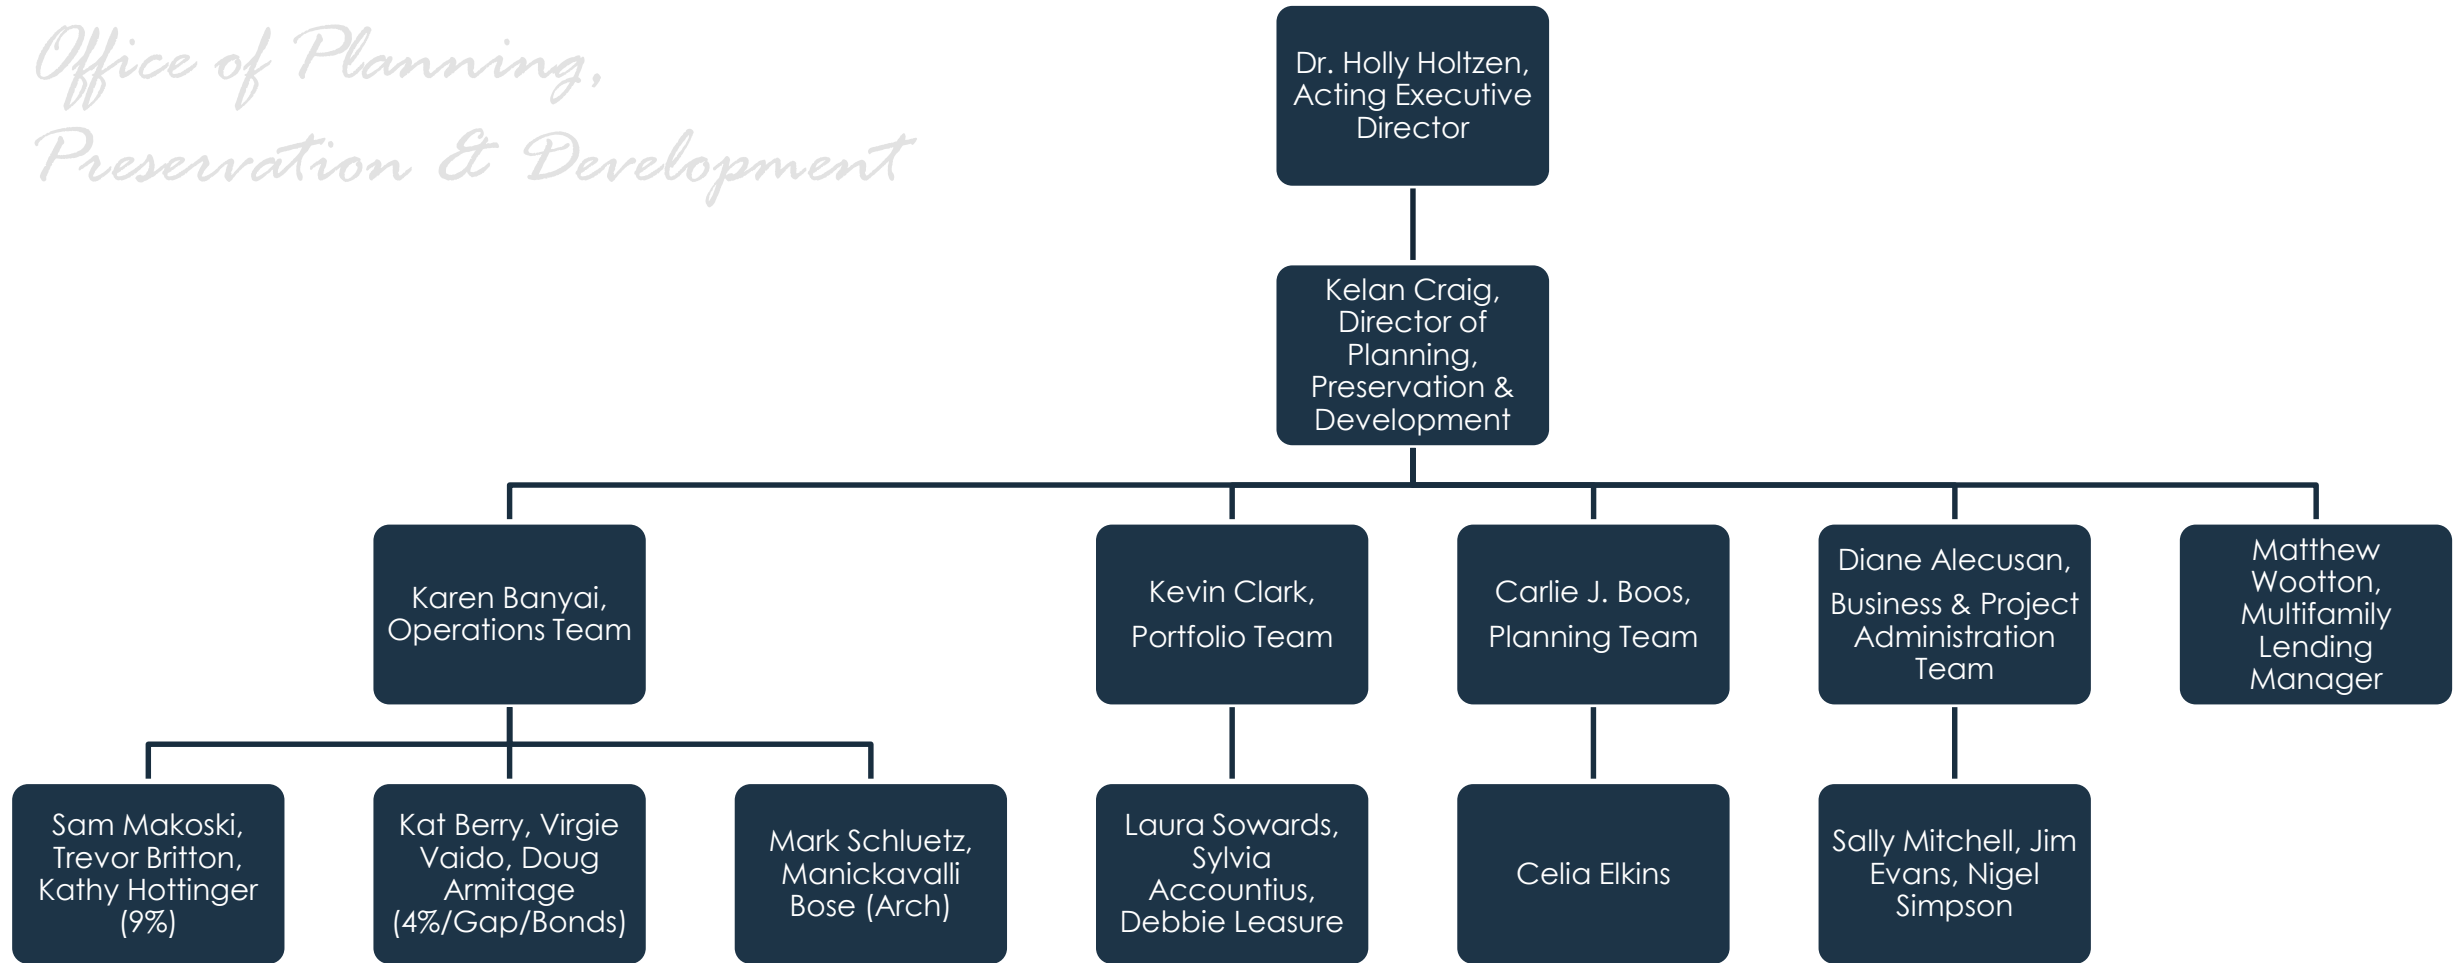 Office of Planning,
Preservation & Development
Dr. Holly Holtzen,
Acting Executive
Director
Kelan Craig,
Director of
Planning,
Preservation &
Development
Karen Banyai,
Operations Team
Kevin Clark,
Portfolio Team
Carlie J. Boos,
Planning Team
Diane Alecusan,
Business & Project
Administration
Team
Matthew
Wootton,
Multifamily
Lending
Manager
Sam Makoski,
Trevor Britton,
Kathy Hottinger
(9%)
Kat Berry, Virgie
Vaido, Doug
Armitage
(4%/Gap/Bonds)
Mark Schluetz,
Manickavalli
Bose (Arch)
Laura Sowards,
Sylvia
Accountius,
Debbie Leasure
Celia Elkins
Sally Mitchell, Jim
Evans, Nigel
Simpson